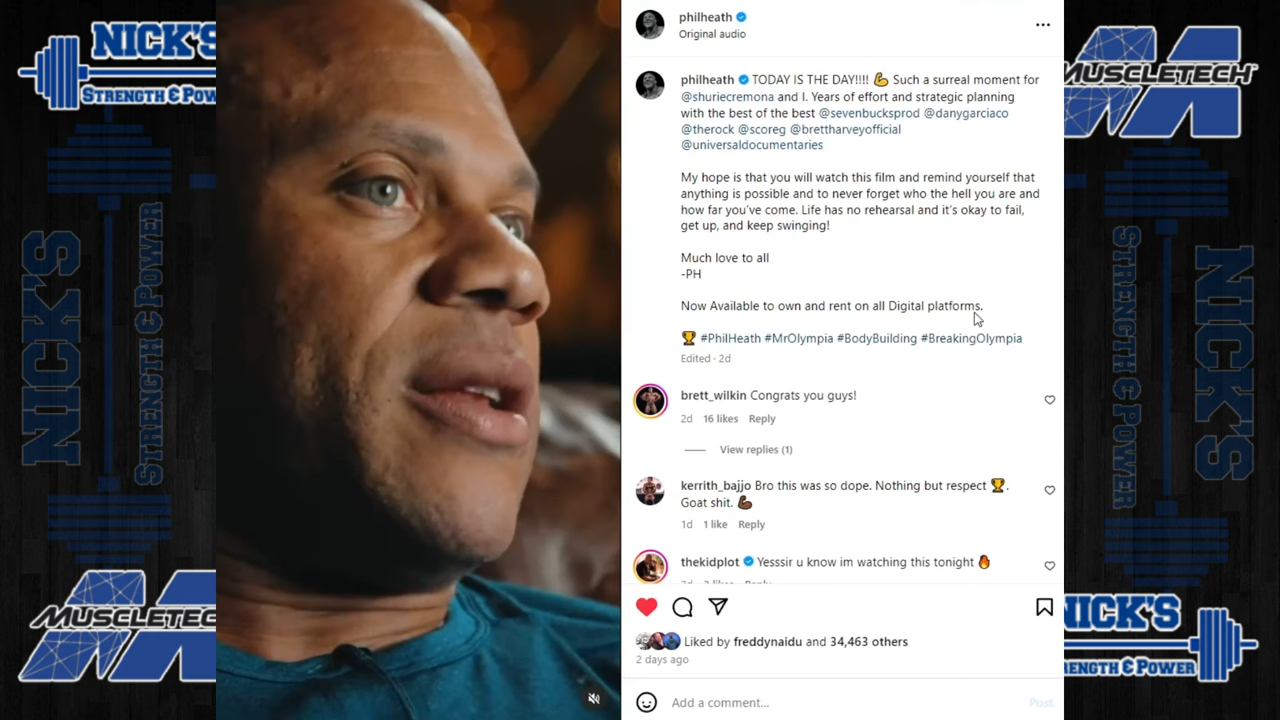 NICK'S
STRENGTH & POW
NICK'S
STRENGTH & POWER
MUSCLETECH
philheath
Original audio
philheath TODAY IS THE DAY!!!! 💪 Such a surreal moment for
@shuriecremona and I. Years of effort and strategic planning
with the best of the best @sevenbucksprod @danygarciaco
@therock @scoreg @brettharveyofficial
@universaldocumentaries
My hope is that you will watch this film and remind yourself that
anything is possible and to never forget who the hell you are and
how far you've come. Life has no rehearsal and it's okay to fail,
get up, and keep swinging!
Much love to all
-PH
Now Available to own and rent on all Digital platforms.
🏆 #PhilHeath #MrOlympia #BodyBuilding #BreakingOlympia
Edited · 2d
brett_wilkin Congrats you guys!
2d 16 likes Reply
View replies (1)
kerrith_bajjo Bro this was so dope. Nothing but respect 🏆.
Goat shit. 💪🏿
1d 1 like Reply
thekidplot Yesssir u know im watching this tonight 🔥
Liked by freddynaidu and 34,463 others
2 days ago
Add a comment...
Post
MUSCLETECH
STRENGTH & POWER
NICK'S
NICK'S
RENGTH & POWER